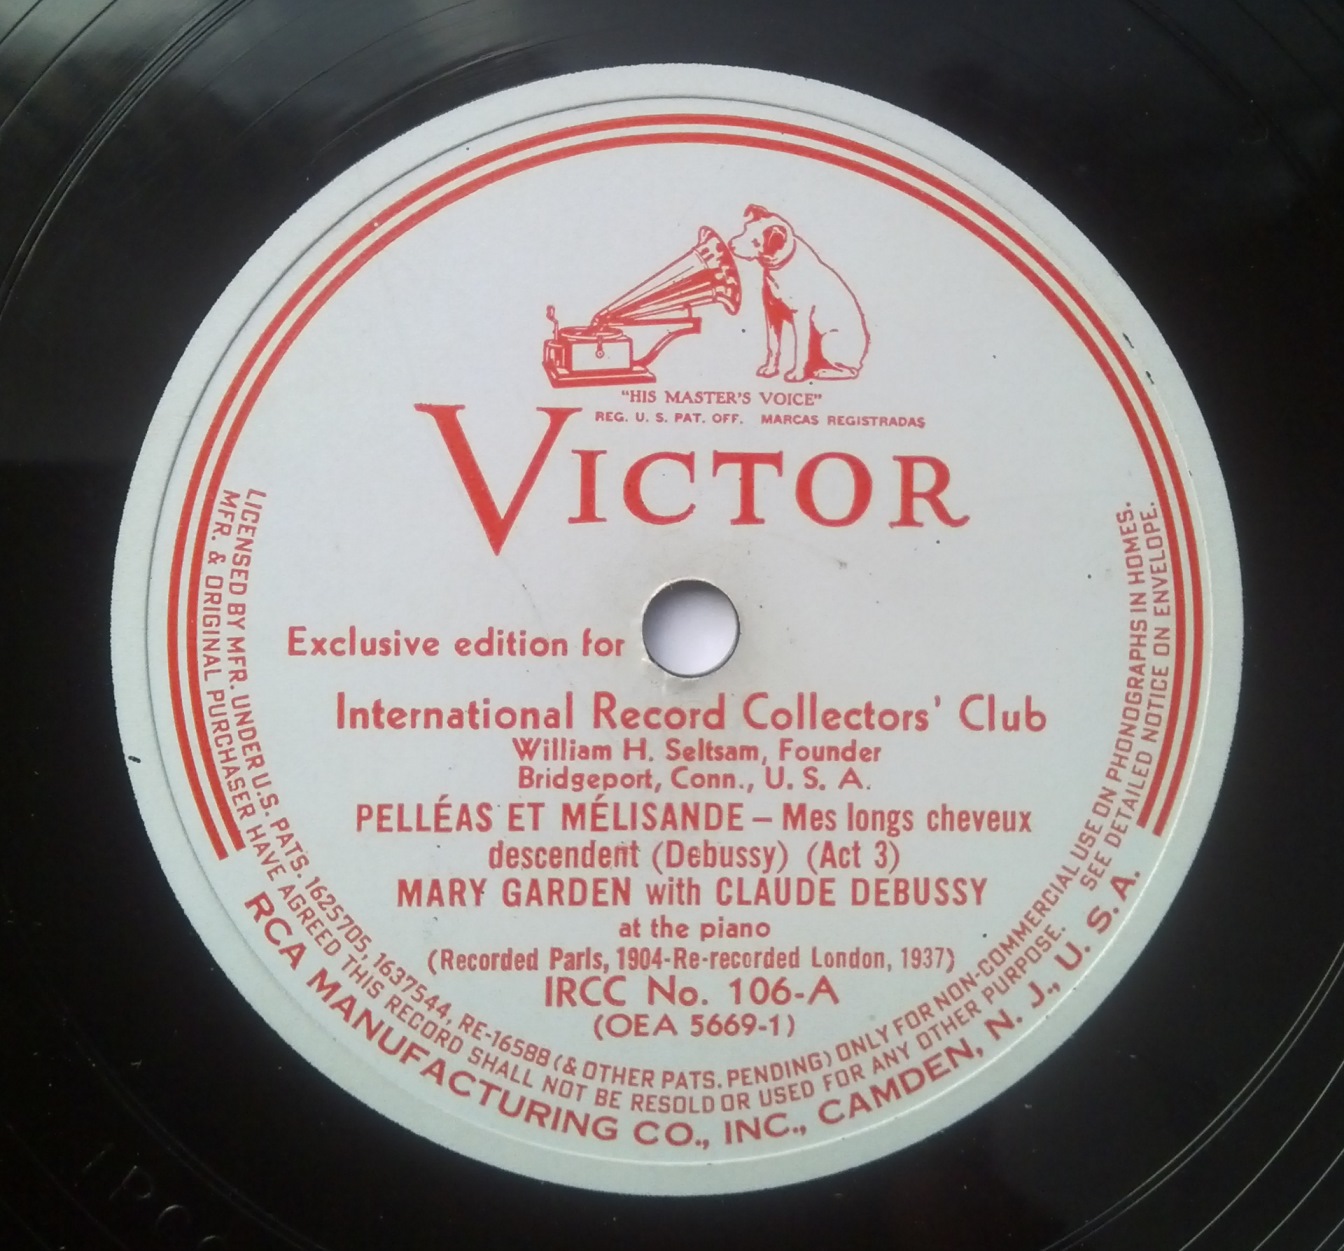 "HIS MASTER'S VOICE"
REG. U. S. PAT. OFF. MARCAS REGISTRADAS
VICTOR
Exclusive edition for
International Record Collectors' Club
William H. Seltsam, Founder
Bridgeport, Conn., U. S. A.
PELLÉAS ET MÉLISANDE – Mes longs cheveux
descendent (Debussy) (Act 3)
MARY GARDEN with CLAUDE DEBUSSY
at the piano
(Recorded Paris, 1904-Re-recorded London, 1937)
IRCC No. 106-A
(OEA 5669-1)
LICENSED BY MFR. UNDER U.S. PATS. 1625705, 1637544, RE-16588 (& OTHER PATS. PENDING) ONLY FOR NON-COMMERCIAL USE ON PHONOGRAPHS IN HOMES.
MFR. & ORIGINAL PURCHASER HAVE AGREED THIS RECORD SHALL NOT BE RESOLD OR USED FOR ANY OTHER PURPOSE. SEE DETAILED NOTICE ON ENVELOPE.
RCA MANUFACTURING CO., INC., CAMDEN, N. J., U. S. A.